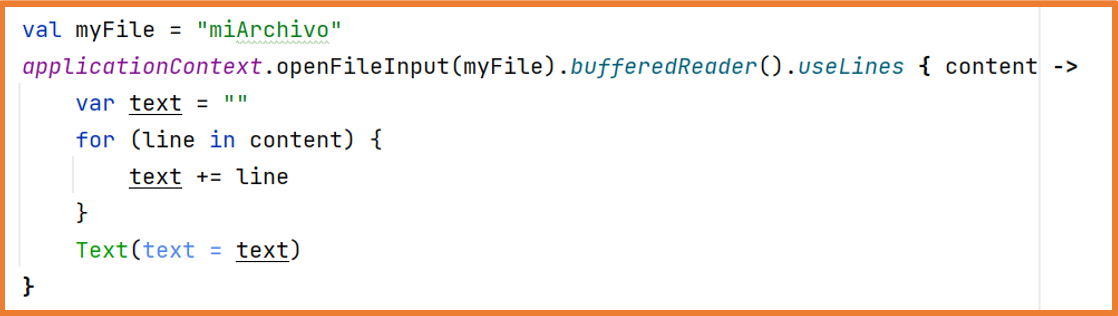 val myFile = "miArchivo"
applicationContext.openFileInput(myFile).bufferedReader().useLines { content ->
    var text = ""
    for (line in content) {
        text += line
    }
    Text(text = text)
}